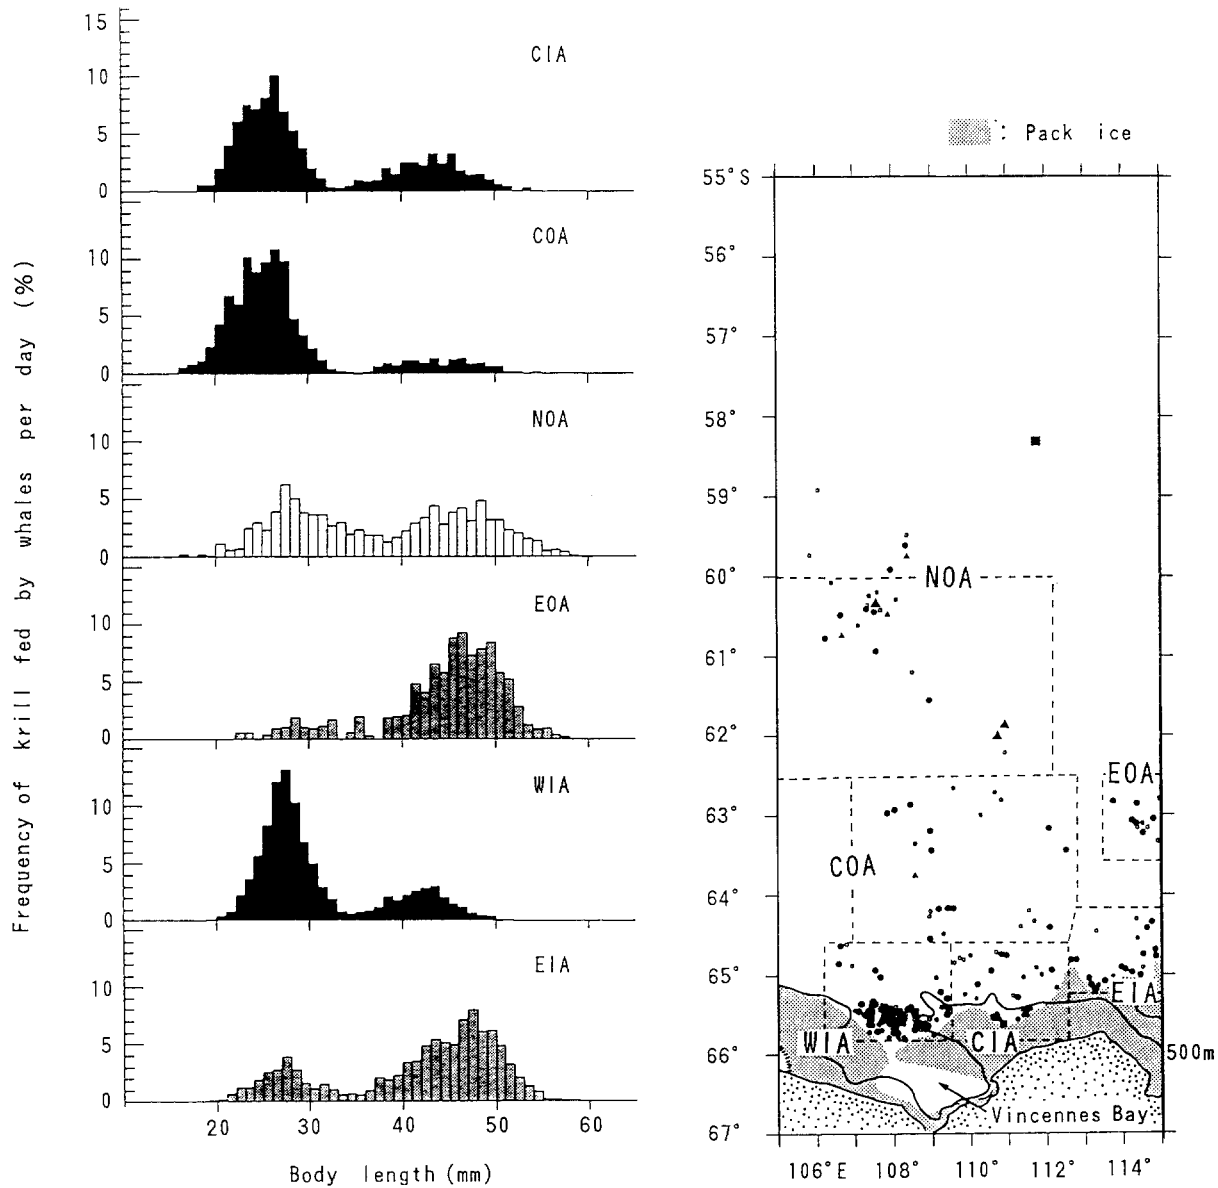 15
10
5
0
CIA
10
5
0
COA
10
5
0
NOA
10
5
0
EOA
10
5
0
WIA
10
5
0
EIA
20 30 40 50 60
Body length (mm)
Frequency of krill fed by whales per day (%)
: Pack ice
55°S
56°
57°
58°
59°
60°
61°
62°
63°
64°
65°
66°
67°
NOA
EOA
COA
EIA
WIA
CIA
500m
Vincennes Bay
106°E 108° 110° 112° 114°